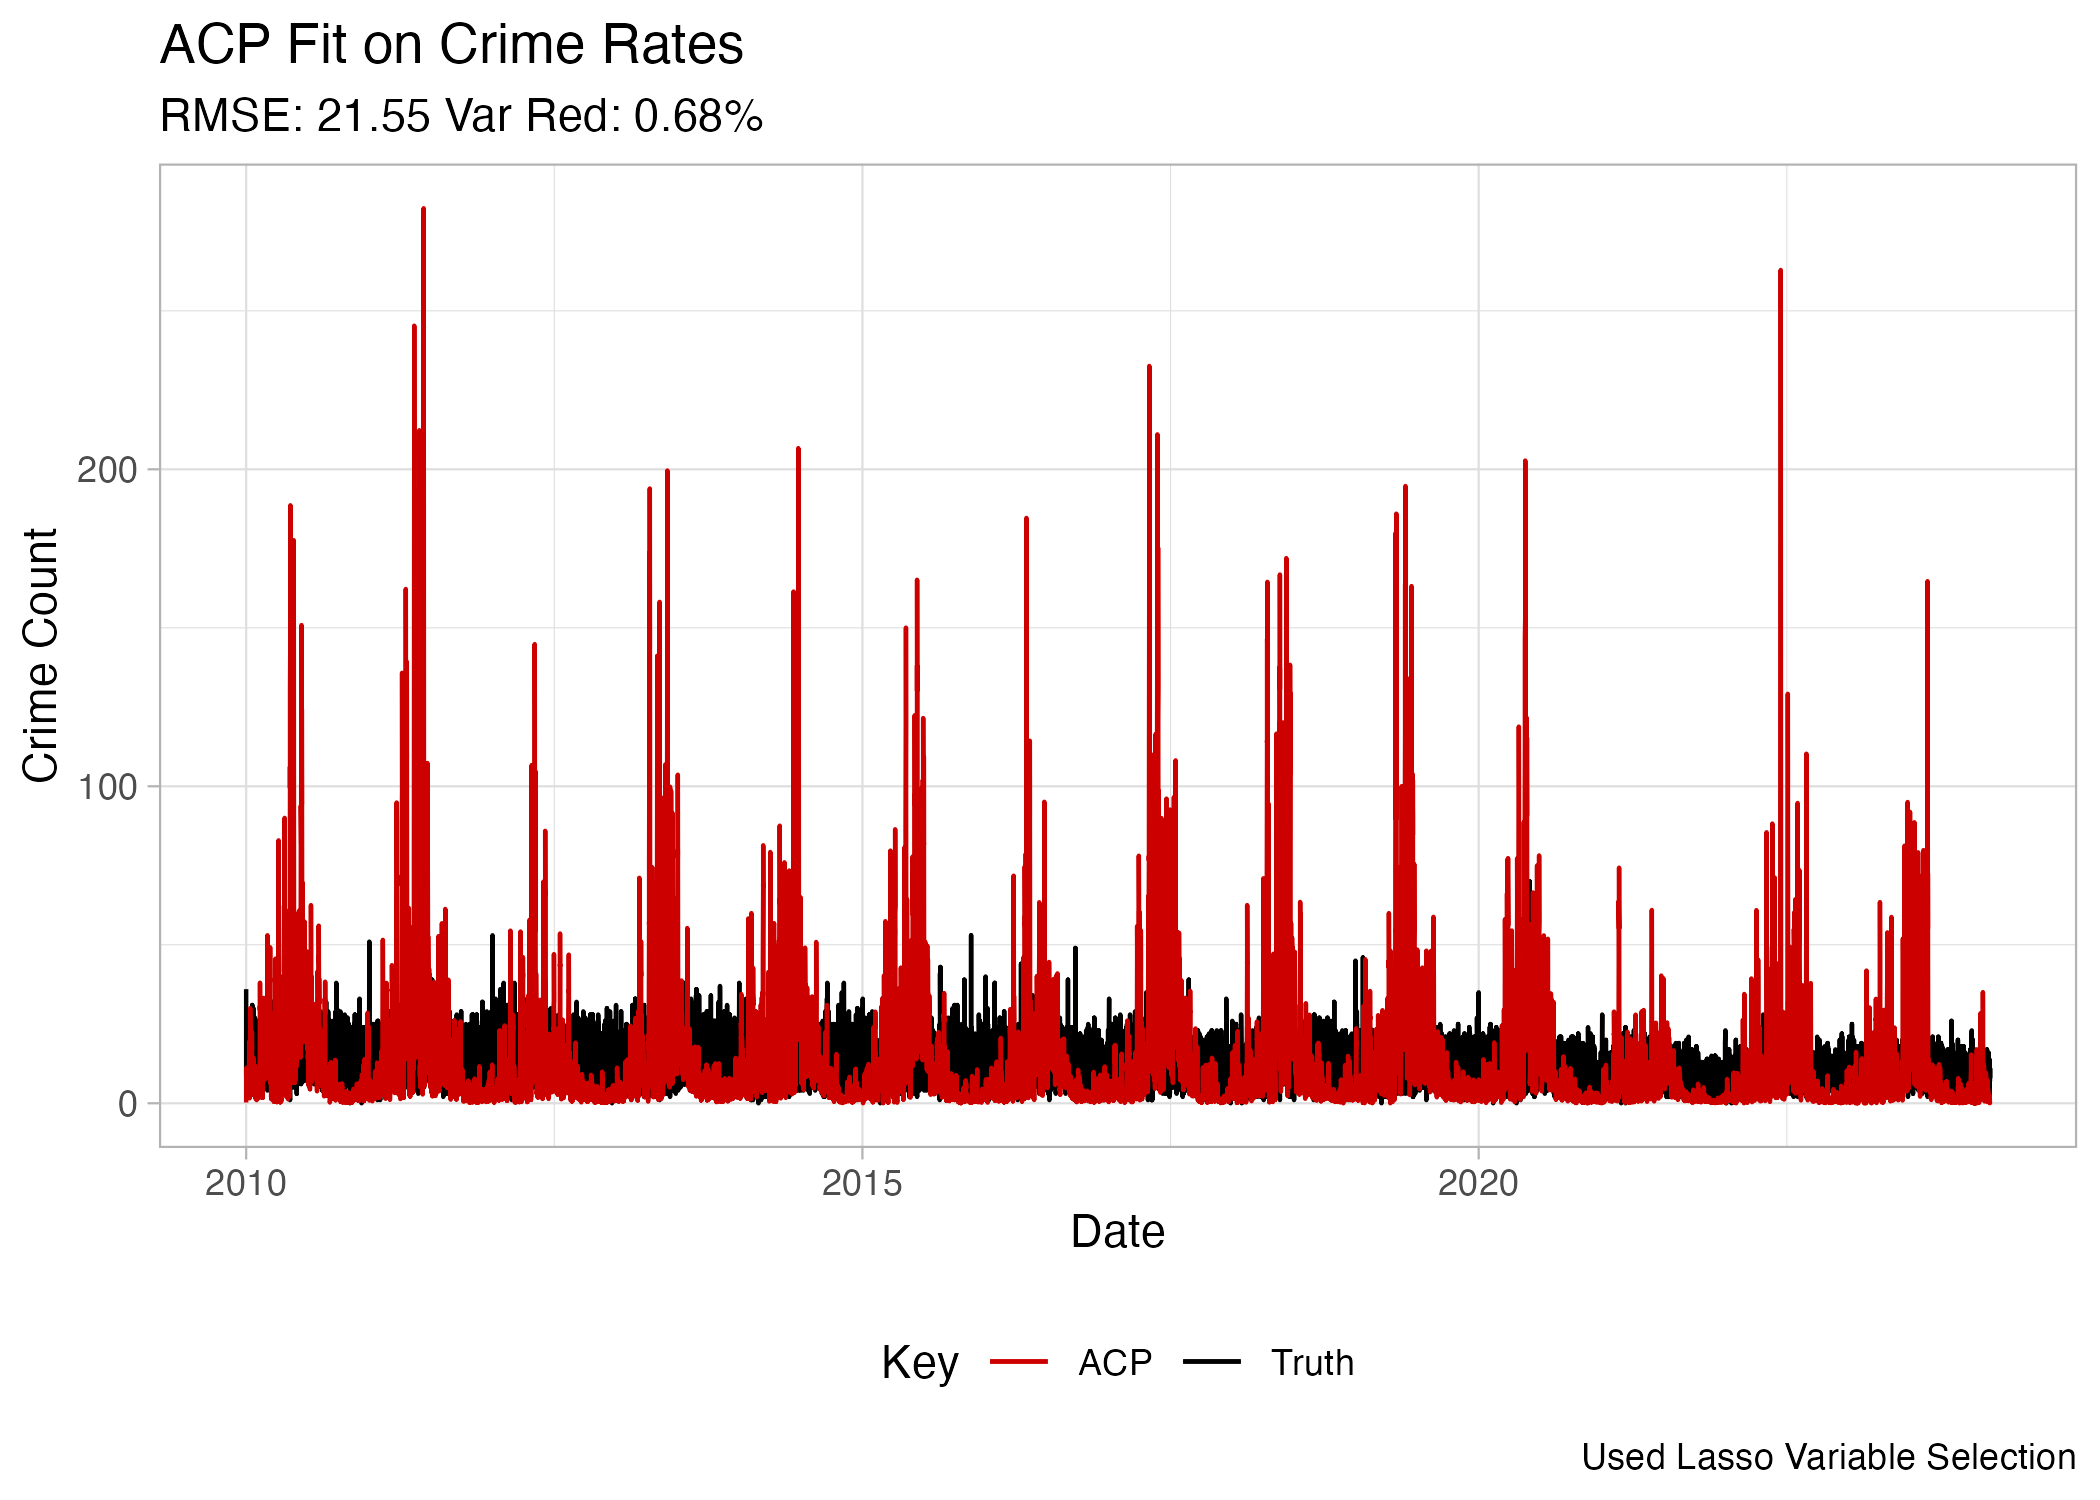 ACP Fit on Crime Rates
RMSE: 21.55 Var Red: 0.68%
Crime Count
200
100
0
2010 2015 2020
Date
Key ACP Truth
Used Lasso Variable Selection